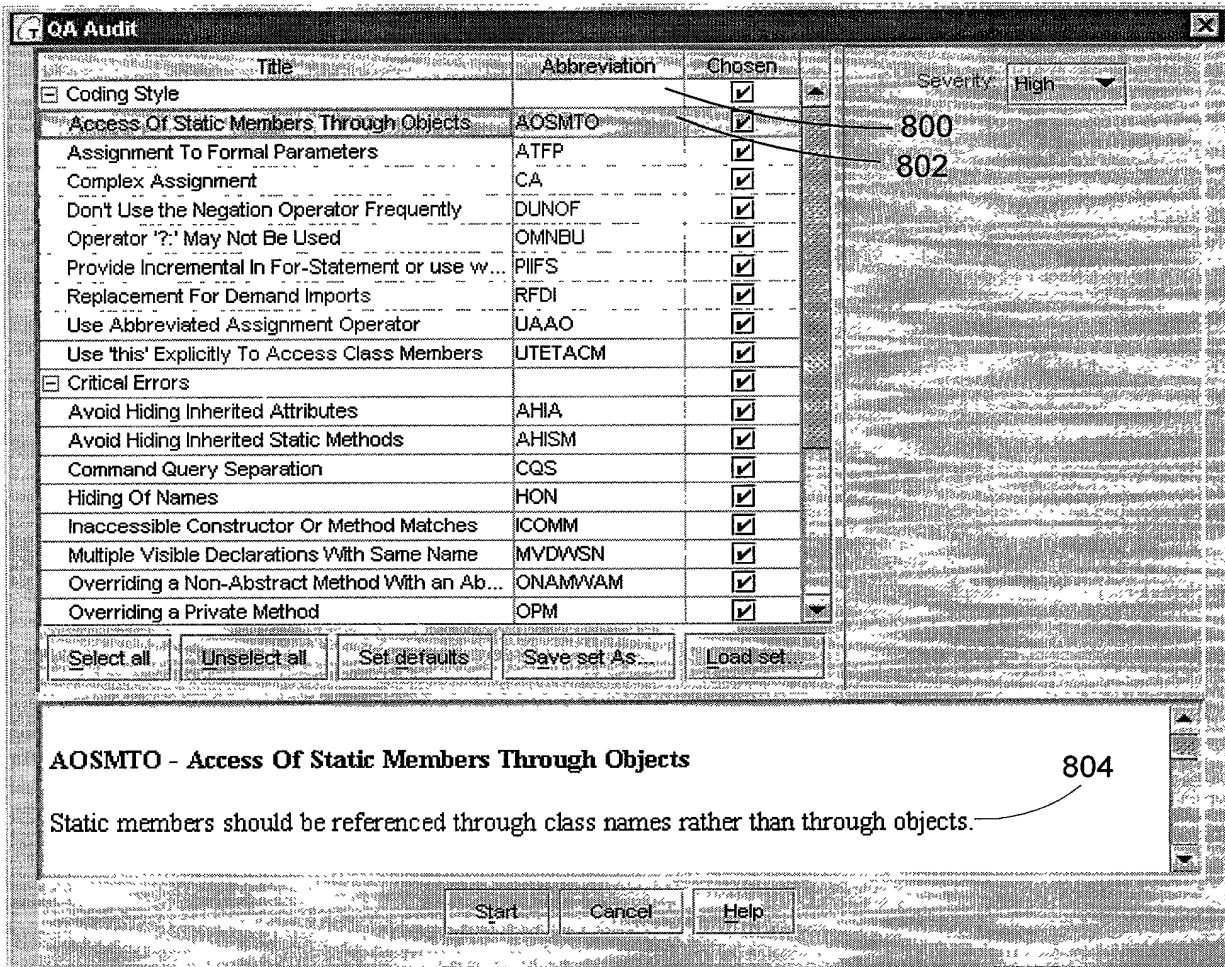 QA Audit
Title Abbreviation Chosen
Severity: High
Coding Style
800
Access Of Static Members Through Objects AOSMTO
802
Assignment To Formal Parameters ATFP
Complex Assignment CA
Don't Use the Negation Operator Frequently DUNOF
Operator '?:' May Not Be Used OMNBU
Provide Incremental In For-Statement or use w... PIIFS
Replacement For Demand Imports RFDI
Use Abbreviated Assignment Operator UAAO
Use 'this' Explicitly To Access Class Members UTETACM
Critical Errors
Avoid Hiding Inherited Attributes AHIA
Avoid Hiding Inherited Static Methods AHISM
Command Query Separation CQS
Hiding Of Names HON
Inaccessible Constructor Or Method Matches ICOMM
Multiple Visible Declarations With Same Name MVDWSN
Overriding a Non-Abstract Method With an Ab... ONAMWAM
Overriding a Private Method OPM
Select all Unselect all Set defaults Save set As... Load set...
AOSMTO - Access Of Static Members Through Objects
804
Static members should be referenced through class names rather than through objects.
Start Cancel Help